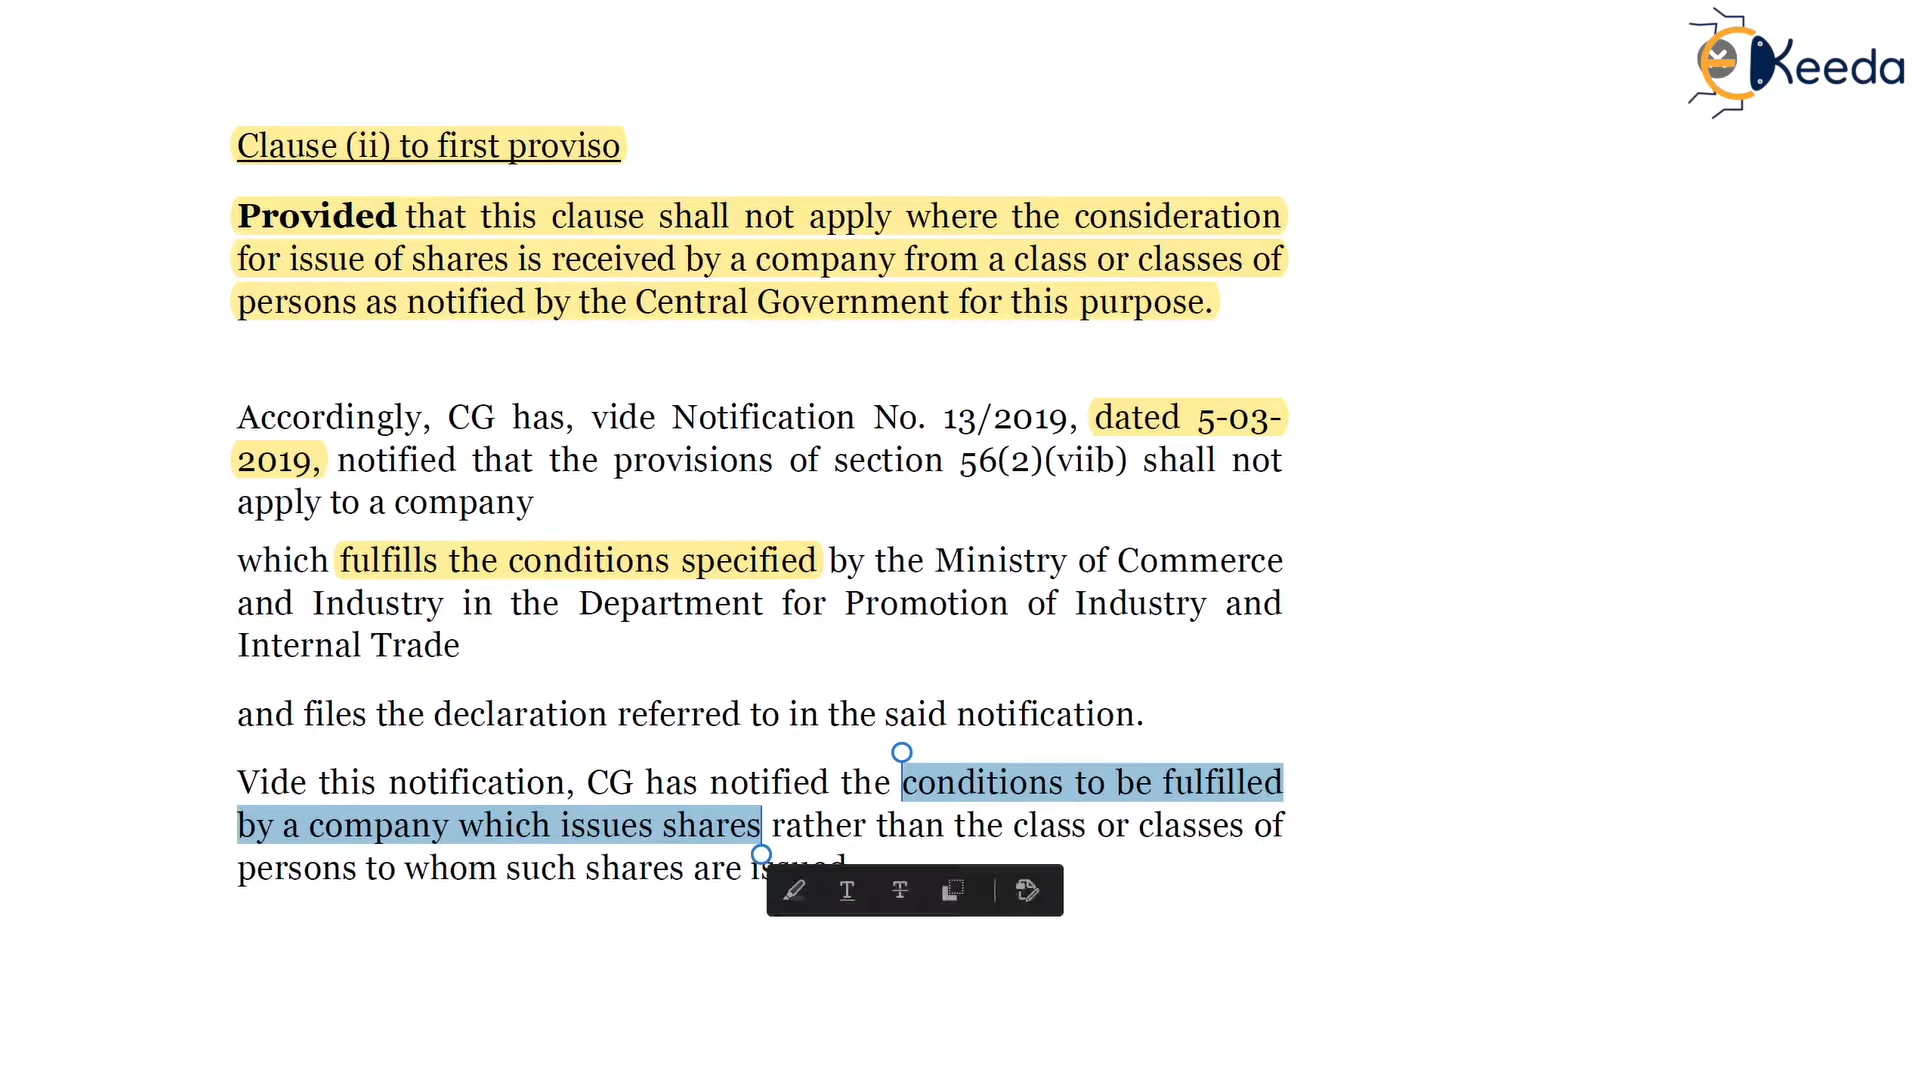 Keeda
Clause (ii) to first proviso
Provided that this clause shall not apply where the consideration
for issue of shares is received by a company from a class or classes of
persons as notified by the Central Government for this purpose.
Accordingly, CG has, vide Notification No. 13/2019, dated 5-03-
2019, notified that the provisions of section 56(2)(viib) shall not
apply to a company
which fulfills the conditions specified by the Ministry of Commerce
and Industry in the Department for Promotion of Industry and
Internal Trade
and files the declaration referred to in the said notification.
Vide this notification, CG has notified the conditions to be fulfilled
by a company which issues shares rather than the class or classes of
persons to whom such shares are issued